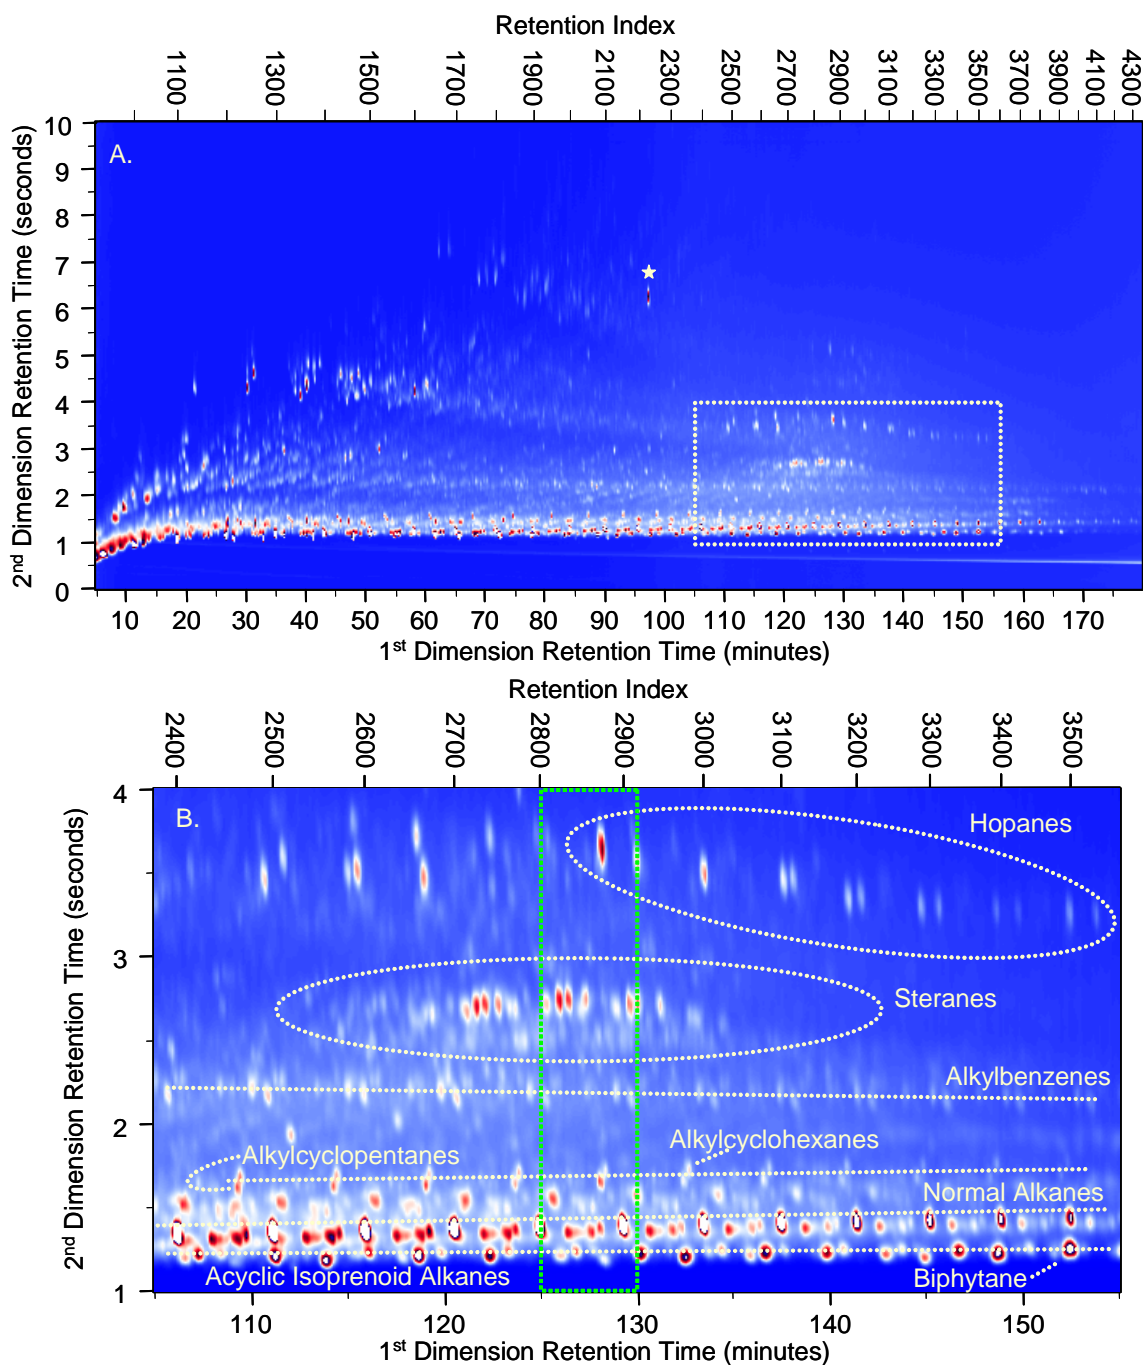 Retention Index
1100 1300 1500 1700 1900 2100 2300 2500 2700 2900 3100 3300 3500 3700 3900 4100 4300
A.
10
9
8
7
6
5
4
3
2
1
0
2nd Dimension Retention Time (seconds)
10 20 30 40 50 60 70 80 90 100 110 120 130 140 150 160 170
1st Dimension Retention Time (minutes)
Retention Index
2400 2500 2600 2700 2800 2900 3000 3100 3200 3300 3400 3500
B.
4
3
2
1
2nd Dimension Retention Time (seconds)
Hopanes
Steranes
Alkylbenzenes
Alkylcyclohexanes
Alkylcyclopentanes
Normal Alkanes
Acyclic Isoprenoid Alkanes
Biphytane
110 120 130 140 150
1st Dimension Retention Time (minutes)